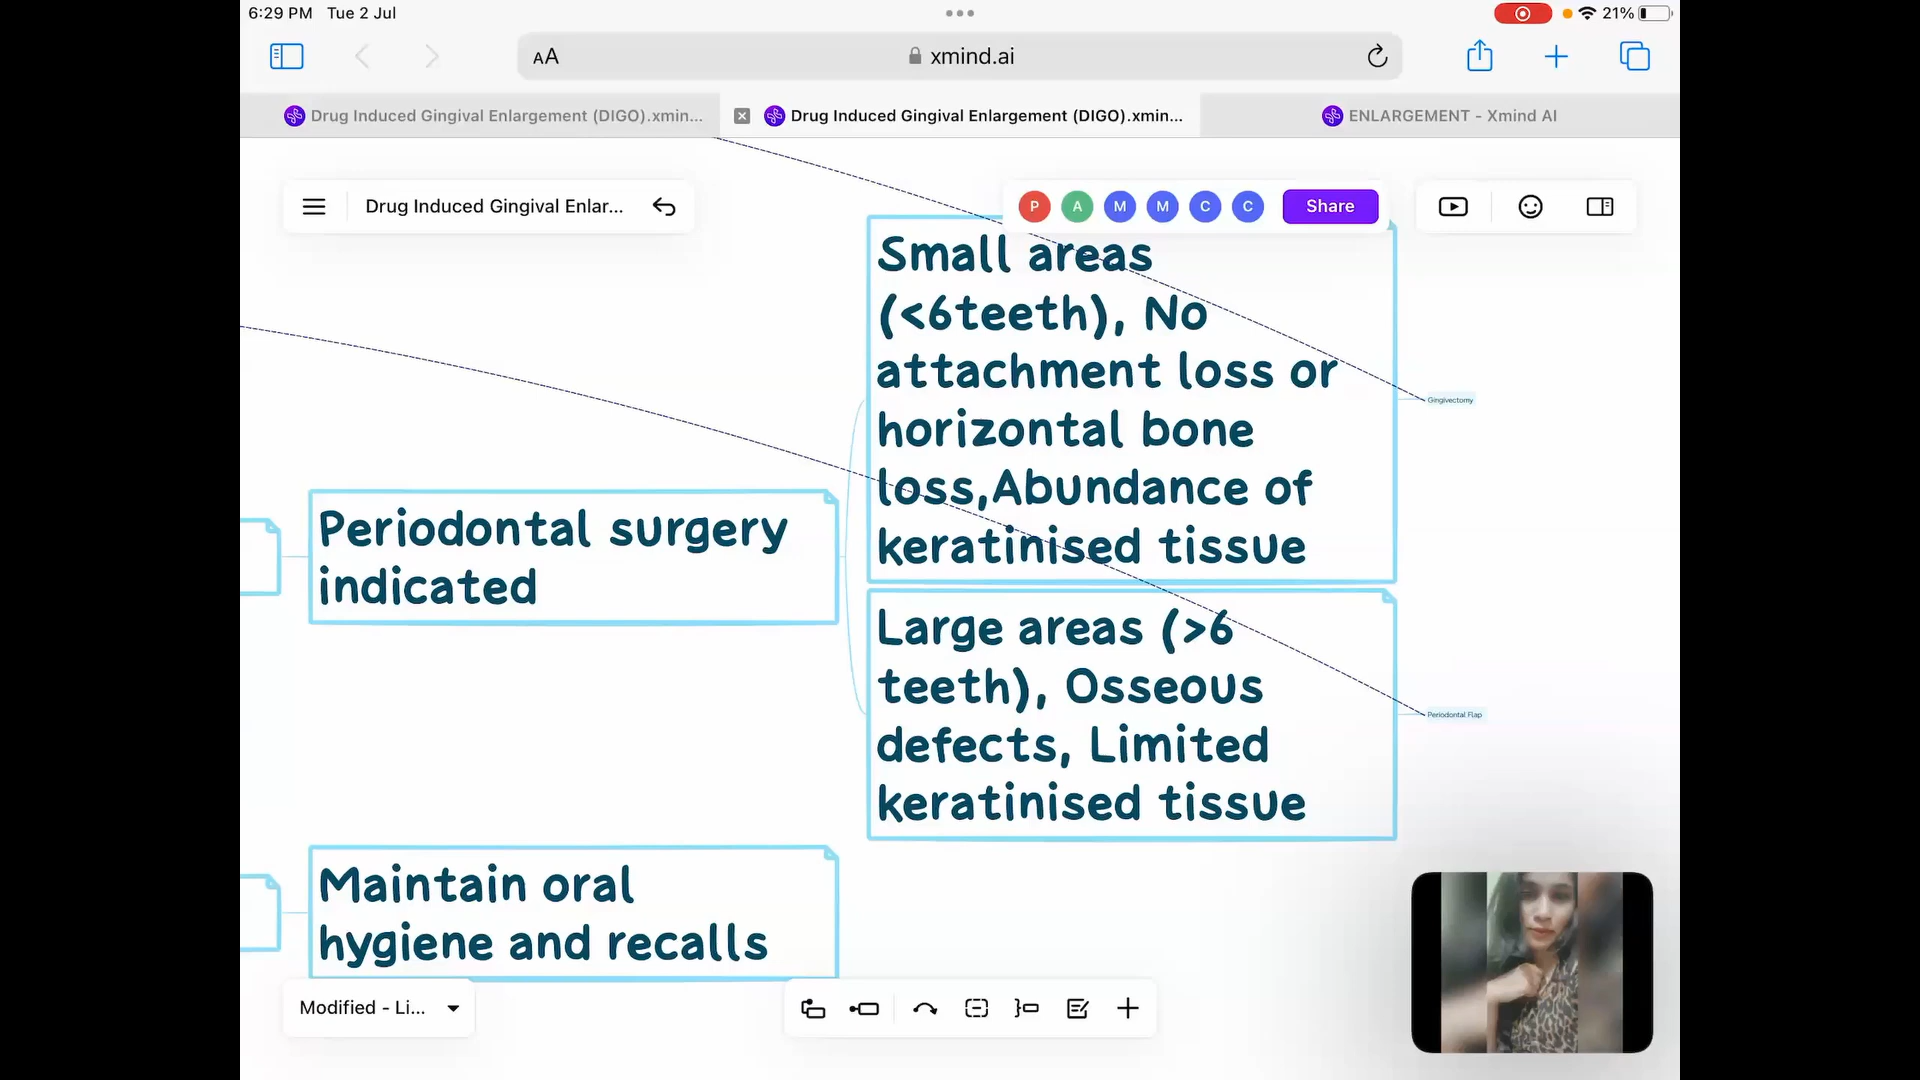 6:29 PM Tue 2 Jul
21%
AA
xmind.ai
Drug Induced Gingival Enlargement (DIGO).xmin...
Drug Induced Gingival Enlargement (DIGO).xmin...
ENLARGEMENT - Xmind AI
Drug Induced Gingival Enlar...
P A M M C C
Share
Small areas
(<6teeth), No
attachment loss or
horizontal bone
loss,Abundance of
keratinised tissue
Gingivectomy
Periodontal surgery
indicated
Large areas (>6
teeth), Osseous
defects, Limited
keratinised tissue
Periodontal Flap
Maintain oral
hygiene and recalls
Modified - Li...